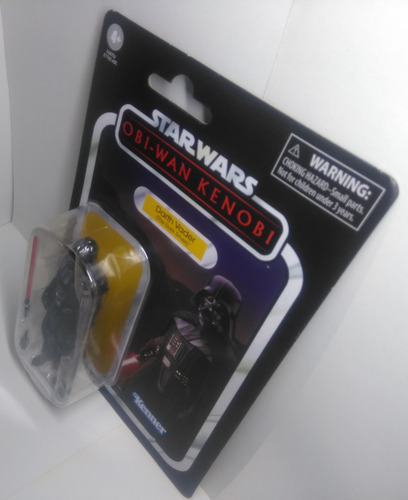 4+
STAR WARS
OBI-WAN KENOBI
WARNING:
CHOKING HAZARD–Small parts.
Not for children under 3 years.
Darth Vader
Kenner